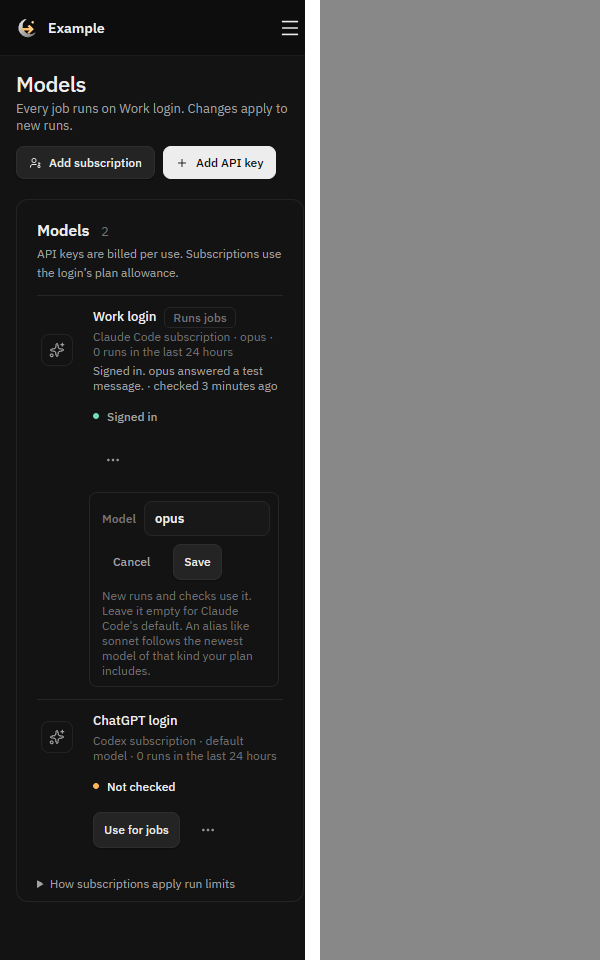 Example
Models
Every job runs on Work login. Changes apply to
new runs.
Add subscription
+ Add API key
Models 2
API keys are billed per use. Subscriptions use
the login's plan allowance.
Work login Runs jobs
Claude Code subscription · opus ·
0 runs in the last 24 hours
Signed in. opus answered a test
message. · checked 3 minutes ago
Signed in
...
Model opus
Cancel Save
New runs and checks use it.
Leave it empty for Claude
Code's default. An alias like
sonnet follows the newest
model of that kind your plan
includes.
ChatGPT login
Codex subscription · default
model · 0 runs in the last 24 hours
Not checked
Use for jobs ...
How subscriptions apply run limits